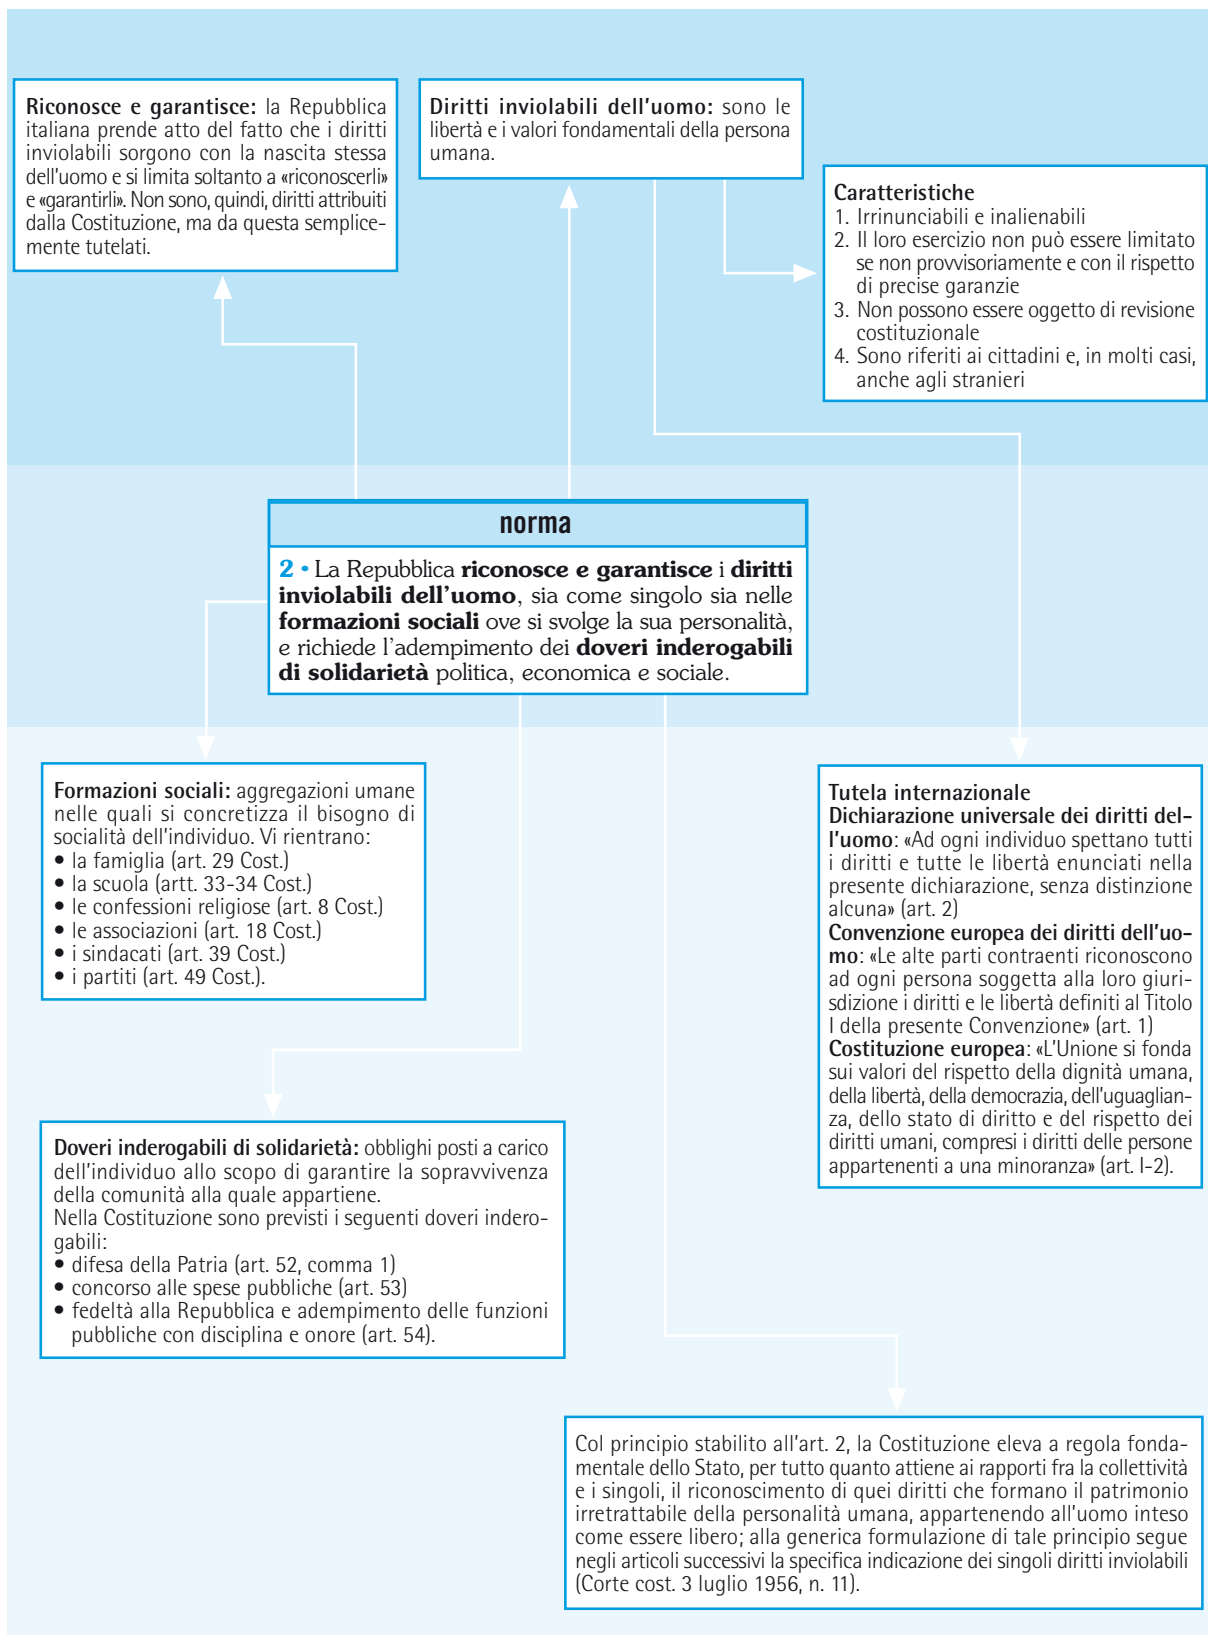 Riconosce e garantisce: la Repubblica
italiana prende atto del fatto che i diritti
inviolabili sorgono con la nascita stessa
dell'uomo e si limita soltanto a «riconoscerli»
e «garantirli». Non sono, quindi, diritti attribuiti
dalla Costituzione, ma da questa semplice-
mente tutelati.
Diritti inviolabili dell'uomo: sono le
libertà e i valori fondamentali della persona
umana.
Caratteristiche
1. Irrinunciabili e inalienabili
2. Il loro esercizio non può essere limitato
se non provvisoriamente e con il rispetto
di precise garanzie
3. Non possono essere oggetto di revisione
costituzionale
4. Sono riferiti ai cittadini e, in molti casi,
anche agli stranieri
norma
2 • La Repubblica riconosce e garantisce i diritti
inviolabili dell'uomo, sia come singolo sia nelle
formazioni sociali ove si svolge la sua personalità,
e richiede l'adempimento dei doveri inderogabili
di solidarietà politica, economica e sociale.
Formazioni sociali: aggregazioni umane
nelle quali si concretizza il bisogno di
socialità dell'individuo. Vi rientrano:
• la famiglia (art. 29 Cost.)
• la scuola (artt. 33-34 Cost.)
• le confessioni religiose (art. 8 Cost.)
• le associazioni (art. 18 Cost.)
• i sindacati (art. 39 Cost.)
• i partiti (art. 49 Cost.).
Tutela internazionale
Dichiarazione universale dei diritti del-
l'uomo: «Ad ogni individuo spettano tutti
i diritti e tutte le libertà enunciati nella
presente dichiarazione, senza distinzione
alcuna» (art. 2)
Convenzione europea dei diritti dell'uo-
mo: «Le alte parti contraenti riconoscono
ad ogni persona soggetta alla loro giuri-
sdizione i diritti e le libertà definiti al Titolo
I della presente Convenzione» (art. 1)
Costituzione europea: «L'Unione si fonda
sui valori del rispetto della dignità umana,
della libertà, della democrazia, dell'uguaglian-
za, dello stato di diritto e del rispetto dei
diritti umani, compresi i diritti delle persone
appartenenti a una minoranza» (art. I-2).
Doveri inderogabili di solidarietà: obblighi posti a carico
dell'individuo allo scopo di garantire la sopravvivenza
della comunità alla quale appartiene.
Nella Costituzione sono previsti i seguenti doveri indero-
gabili:
• difesa della Patria (art. 52, comma 1)
• concorso alle spese pubbliche (art. 53)
• fedeltà alla Repubblica e adempimento delle funzioni
pubbliche con disciplina e onore (art. 54).
Col principio stabilito all'art. 2, la Costituzione eleva a regola fonda-
mentale dello Stato, per tutto quanto attiene ai rapporti fra la collettività
e i singoli, il riconoscimento di quei diritti che formano il patrimonio
irretrattabile della personalità umana, appartenendo all'uomo inteso
come essere libero; alla generica formulazione di tale principio segue
negli articoli successivi la specifica indicazione dei singoli diritti inviolabili
(Corte cost. 3 luglio 1956, n. 11).